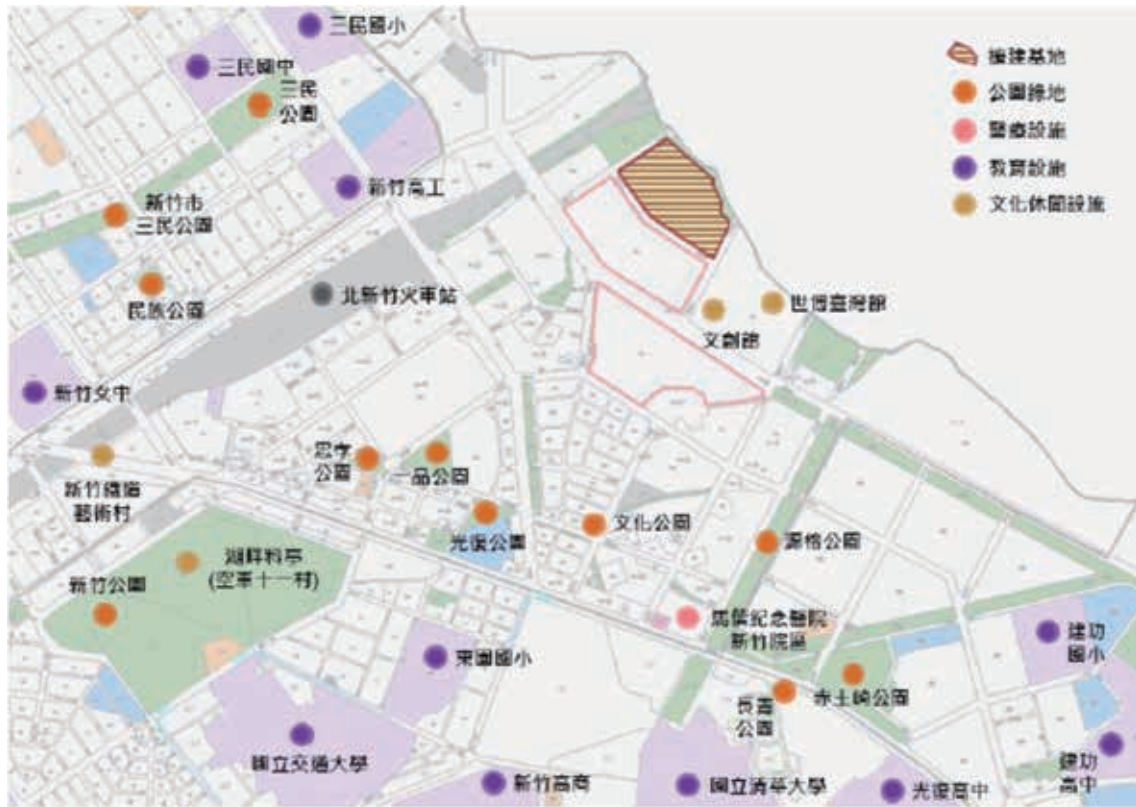 三民國小
三民國中
三民
公園
新竹高工
新竹市
三民公園
民族公園
北新竹火車站
新竹女中
新竹鐵道
藝術村
忠孝
公園
一品公園
光復公園
文化公園
湖畔料亭
(空軍十一村)
新竹公園
東園國小
國立交通大學
新竹高商
馬偕紀念醫院
新竹院區
長春
公園
赤土崎公園
國立清華大學
光復高中
建功
國小
建功
高中
文創館
世博臺灣館
基地
公園綠地
醫療設施
教育設施
文化休閒設施